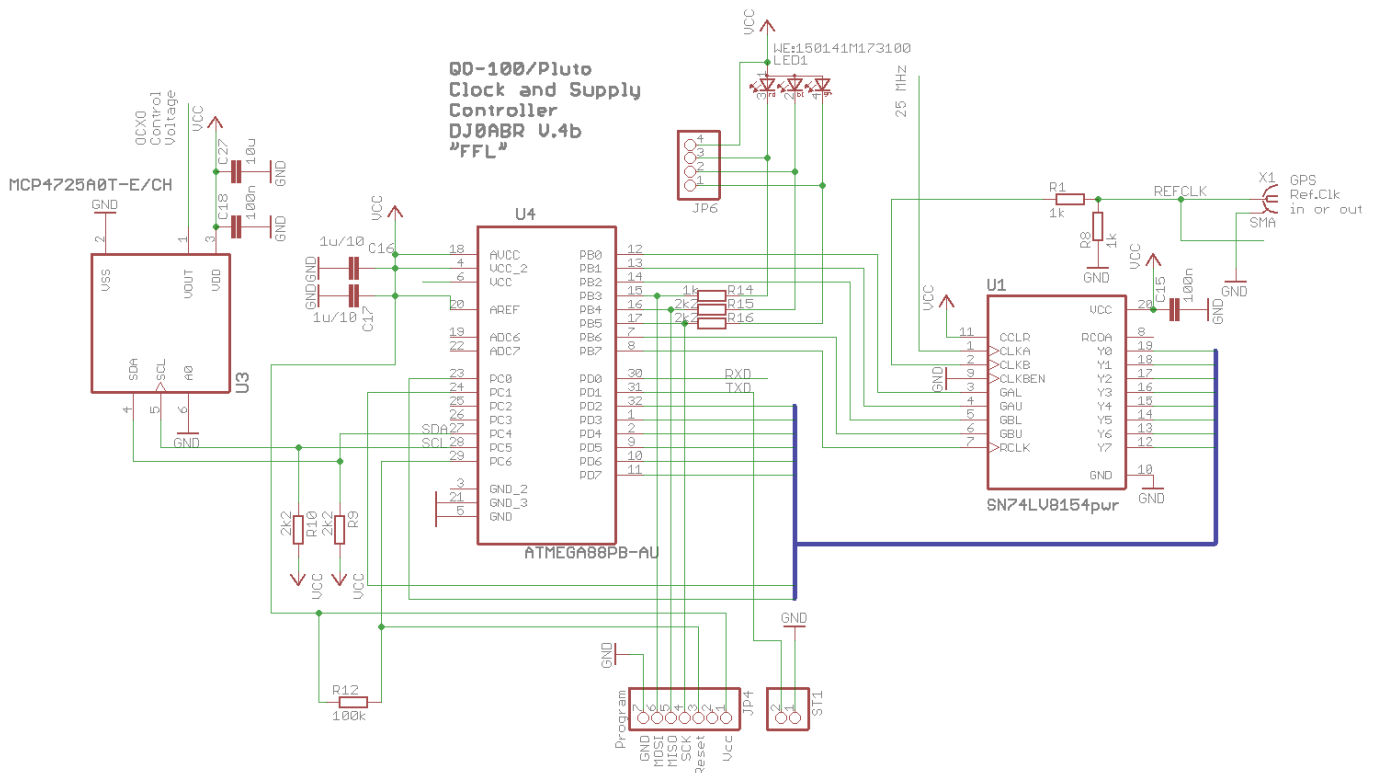 QO-100/Pluto
Clock and Supply
Controller
DJ0ABR V.4b
"FFL"
VCC
WE:150141M173100
LED1
1
3
rd
2
bl
4
gn
25 MHz
OCXO
Control
Voltage
VCC
C27
10u
GND
C18
100n
GND
MCP4725A0T-E/CH
GND
2
1
3
VSS
VOUT
VDD
SDA
SCL
A0
U3
4
5
6
GND
4
3
2
1
JP6
VCC
1u/10
C16
GND
GND
1u/10
C17
U4
18
AVCC
4
VCC_2
6
VCC
20
AREF
19
ADC6
22
ADC7
23
PC0
24
PC1
25
PC2
26
PC3
SDA
27
PC4
SCL
28
PC5
29
PC6
3
GND_2
21
GND_3
5
GND
PB0
12
PB1
13
PB2
14
PB3
15
PB4
16
PB5
17
PB6
7
PB7
8
PD0
30
RXD
PD1
31
TXD
PD2
32
PD3
1
PD4
2
PD5
9
PD6
10
PD7
11
ATMEGA88PB-AU
1k
R14
2k2
R15
2k2
R16
R1
1k
REFCLK
R8
1k
GND
X1
GPS
Ref.Clk
in or out
SMA
GND
VCC
C15
100n
GND
VCC
GND
U1
11
CCLR
1
CLKA
2
CLKB
9
CLKBEN
3
GAL
4
GAU
5
GBL
6
GBU
7
RCLK
VCC
20
RCOA
8
Y0
19
Y1
18
Y2
17
Y3
16
Y4
15
Y5
14
Y6
13
Y7
12
GND
10
GND
SN74LV8154pwr
2k2
R10
2k2
R9
VCC
VCC
R12
100k
GND
Program
7
6
5
4
3
2
1
JP4
GND
MOSI
MISO
SCK
Reset
Vcc
GND
2
1
ST1